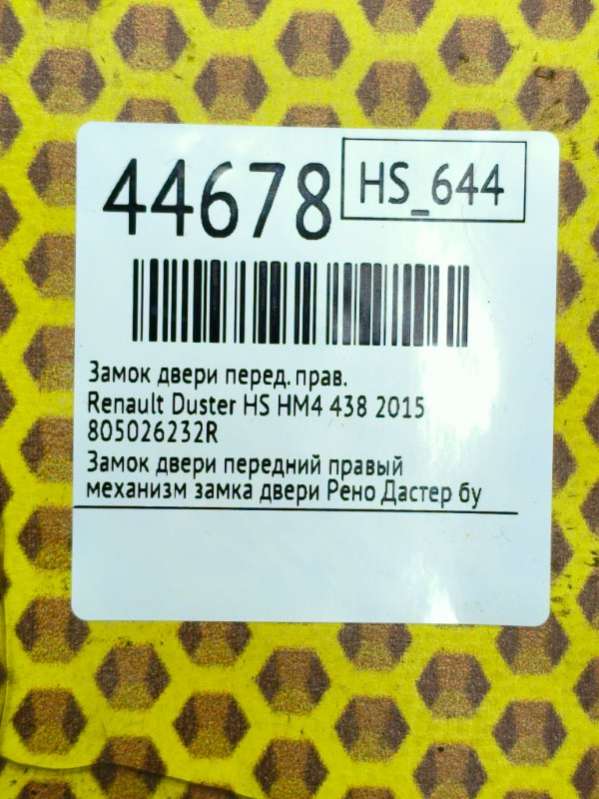 44678
HS_644
Замок двери перед. прав.
Renault Duster HS HM4 438 2015
805026232R
Замок двери передний правый
механизм замка двери Рено Дастер бу